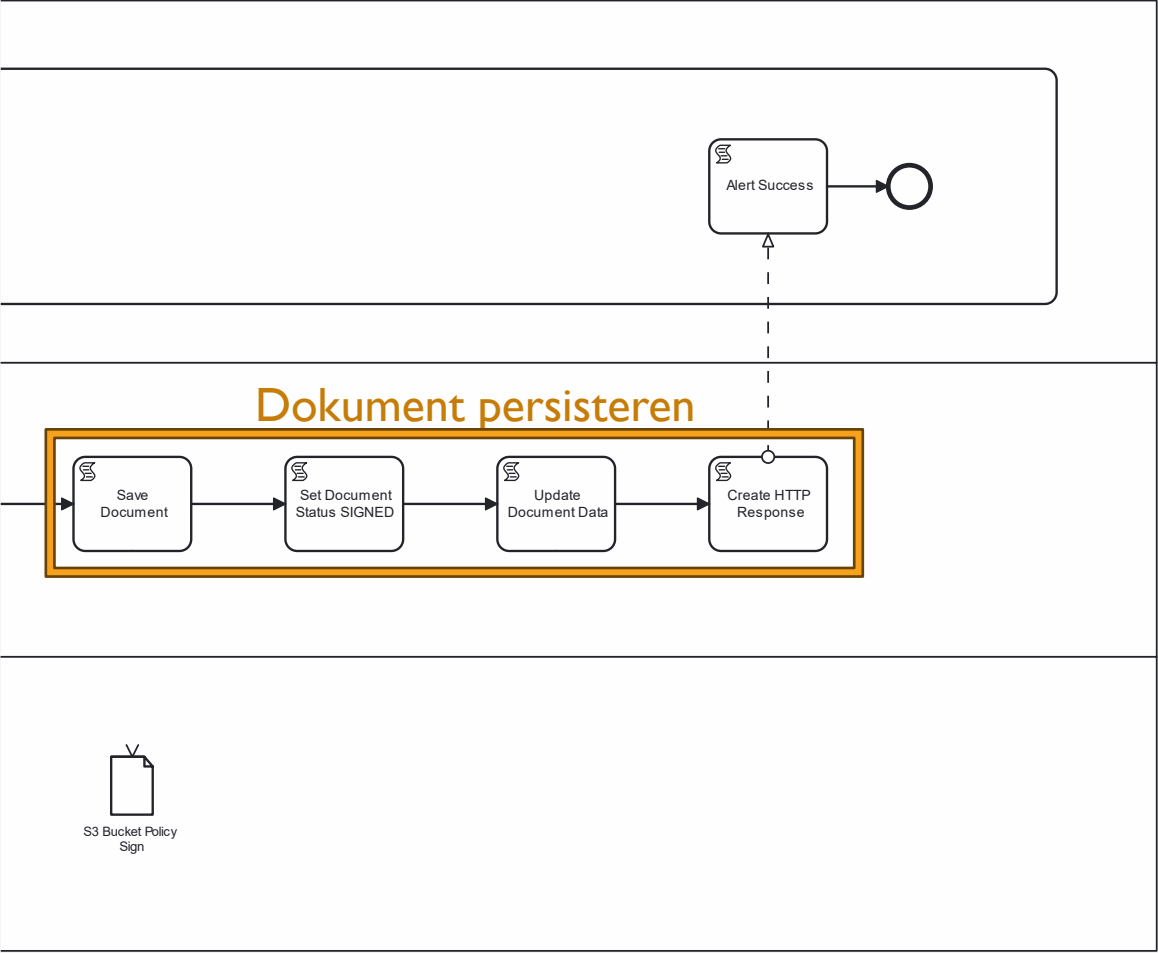 Alert Success
Dokument persisteren
Save
Document
Set Document
Status SIGNED
Update
Document Data
Create HTTP
Response
S3 Bucket Policy
Sign